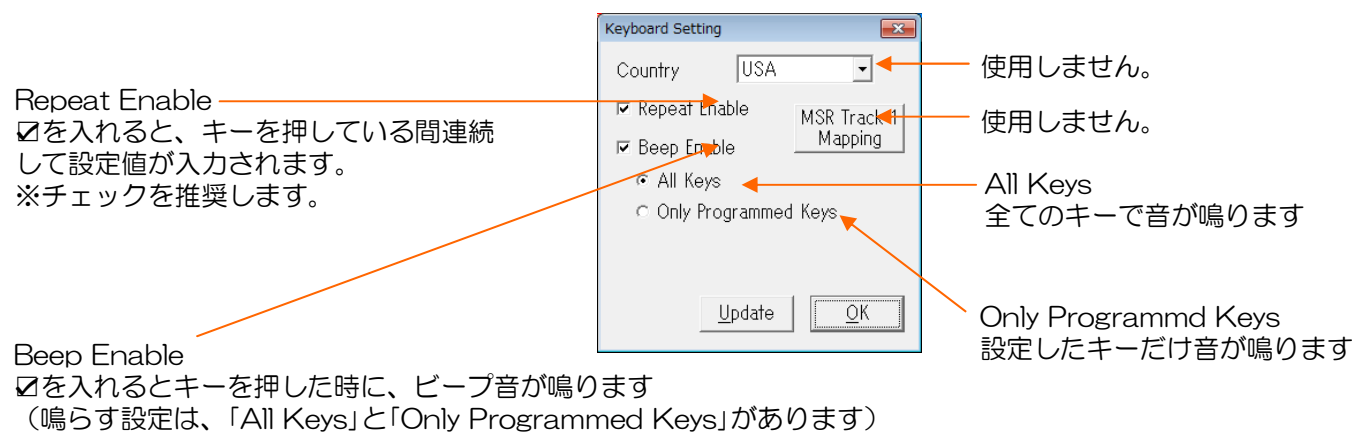 Keyboard Setting
Country
USA
使用しません。
Repeat Enable
☑を入れると、キーを押している間連続
して設定値が入力されます。
※チェックを推奨します。
Repeat Enable
MSR Track 1
Mapping
使用しません。
Beep Enable
All Keys
All Keys
全てのキーで音が鳴ります
Only Programmed Keys
Update
OK
Only Programmd Keys
設定したキーだけ音が鳴ります
Beep Enable
☑を入れるとキーを押した時に、ビープ音が鳴ります
（鳴らす設定は、「All Keys」と「Only Programmed Keys」があります）